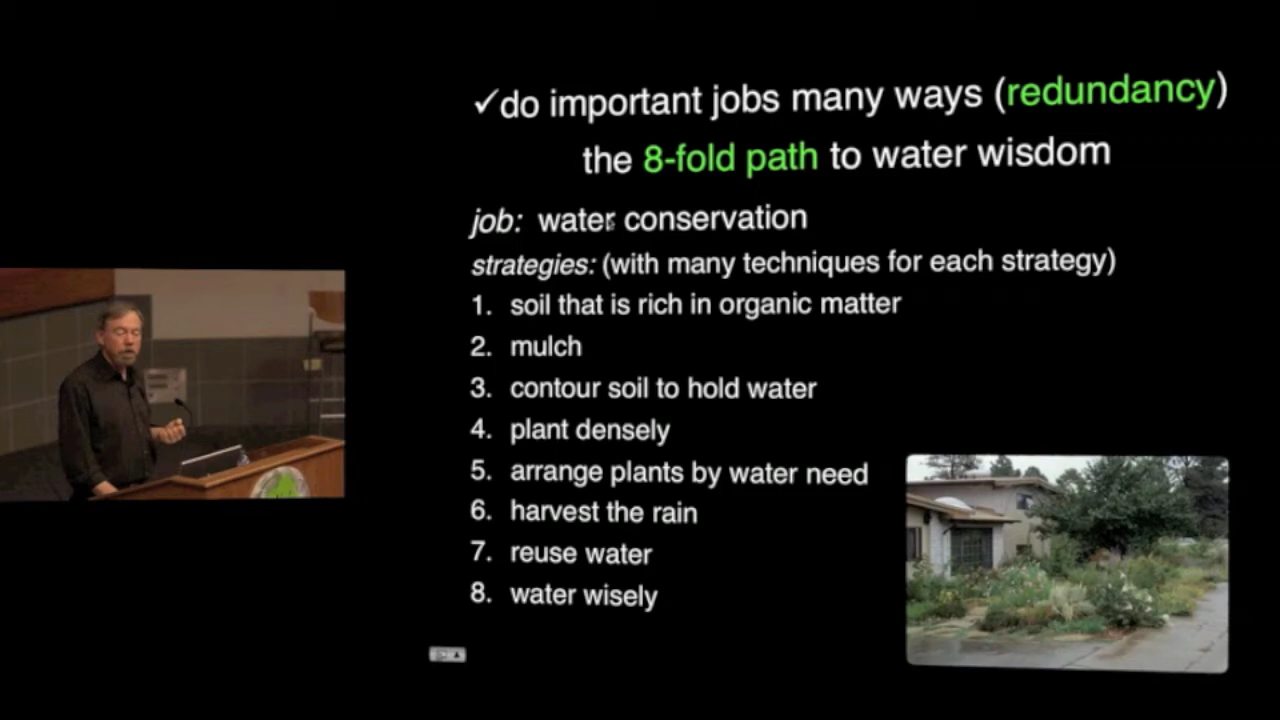 ✓do important jobs many ways (redundancy)
the 8-fold path to water wisdom
job: water conservation
strategies: (with many techniques for each strategy)
1. soil that is rich in organic matter
2. mulch
3. contour soil to hold water
4. plant densely
5. arrange plants by water need
6. harvest the rain
7. reuse water
8. water wisely